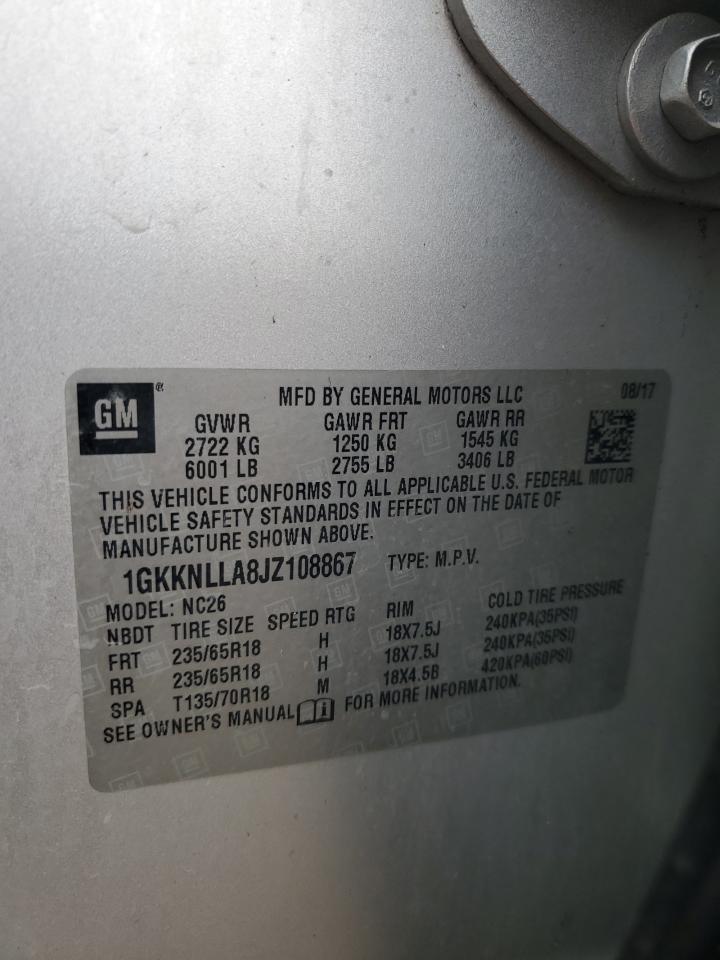 GM ®
MFD BY GENERAL MOTORS LLC 08/17
GVWR GAWR FRT GAWR RR
2722 KG 1250 KG 1545 KG
6001 LB 2755 LB 3406 LB
THIS VEHICLE CONFORMS TO ALL APPLICABLE U.S. FEDERAL MOTOR
VEHICLE SAFETY STANDARDS IN EFFECT ON THE DATE OF
MANUFACTURE SHOWN ABOVE.
1GKKNLLA8JZ108867 TYPE: M.P.V.
MODEL: NC26
NBDT TIRE SIZE SPEED RTG RIM COLD TIRE PRESSURE
FRT 235/65R18 H 18X7.5J 240KPA(35PSI)
RR 235/65R18 H 18X7.5J 240KPA(35PSI)
SPA T135/70R18 M 18X4.5B 420KPA(60PSI)
SEE OWNER'S MANUAL FOR MORE INFORMATION.